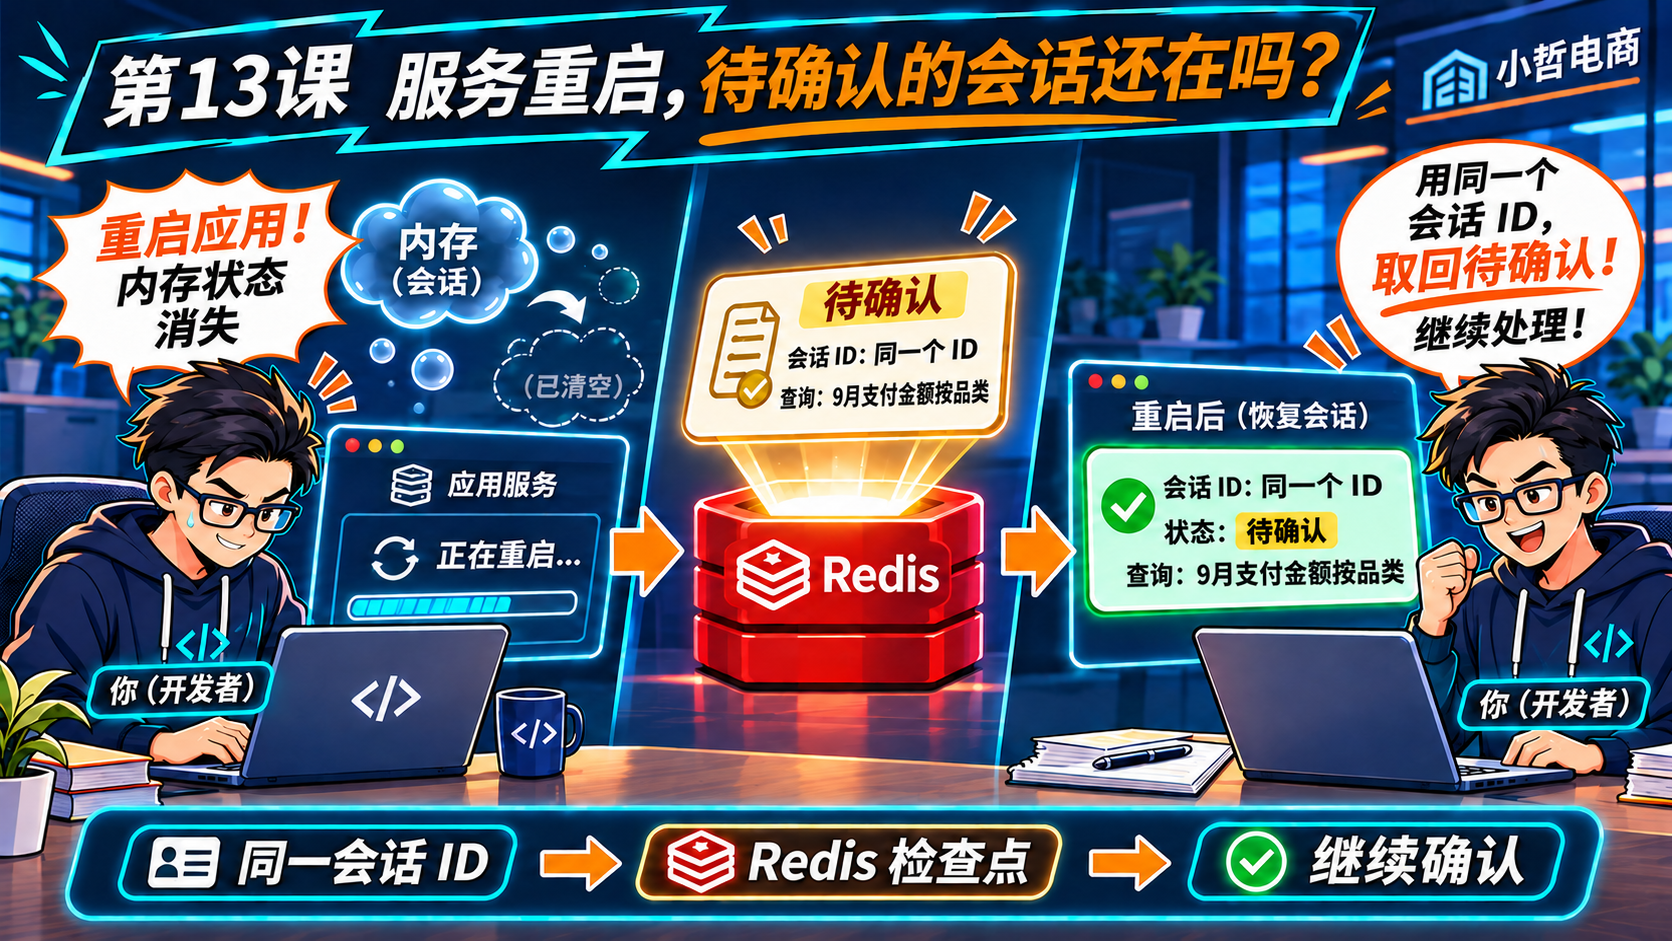 第13课 服务重启，待确认的会话还在吗？
小哲电商
重启应用！
内存状态
消失
内存
（会话）
（已清空）
应用服务
正在重启...
你（开发者）
</>
</>
</>
待确认
会话 ID：同一个 ID
查询：9月支付金额按品类
Redis
用同一个
会话 ID，
取回待确认！
继续处理！
重启后（恢复会话）
会话 ID：同一个 ID
状态：待确认
查询：9月支付金额按品类
</>
你（开发者）
同一会话 ID
Redis 检查点
继续确认